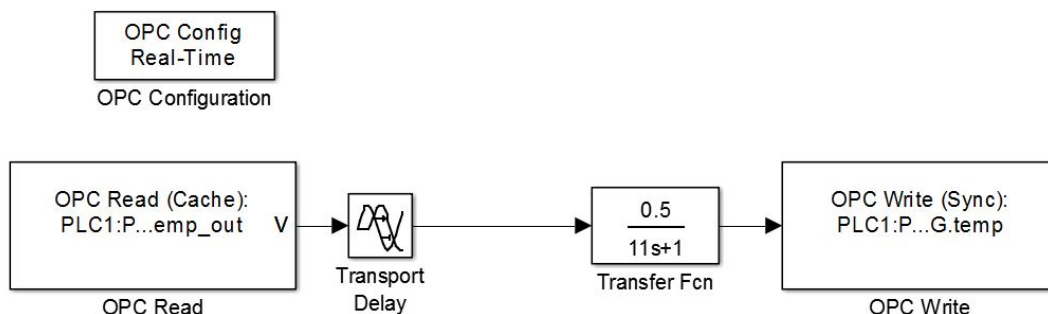 OPC Config
Real-Time
OPC Configuration
OPC Read (Cache):
PLC1:P...emp_out
V
OPC Read
Transport
Delay
0.5
11s+1
Transfer Fcn
OPC Write (Sync):
PLC1:P...G.temp
OPC Write